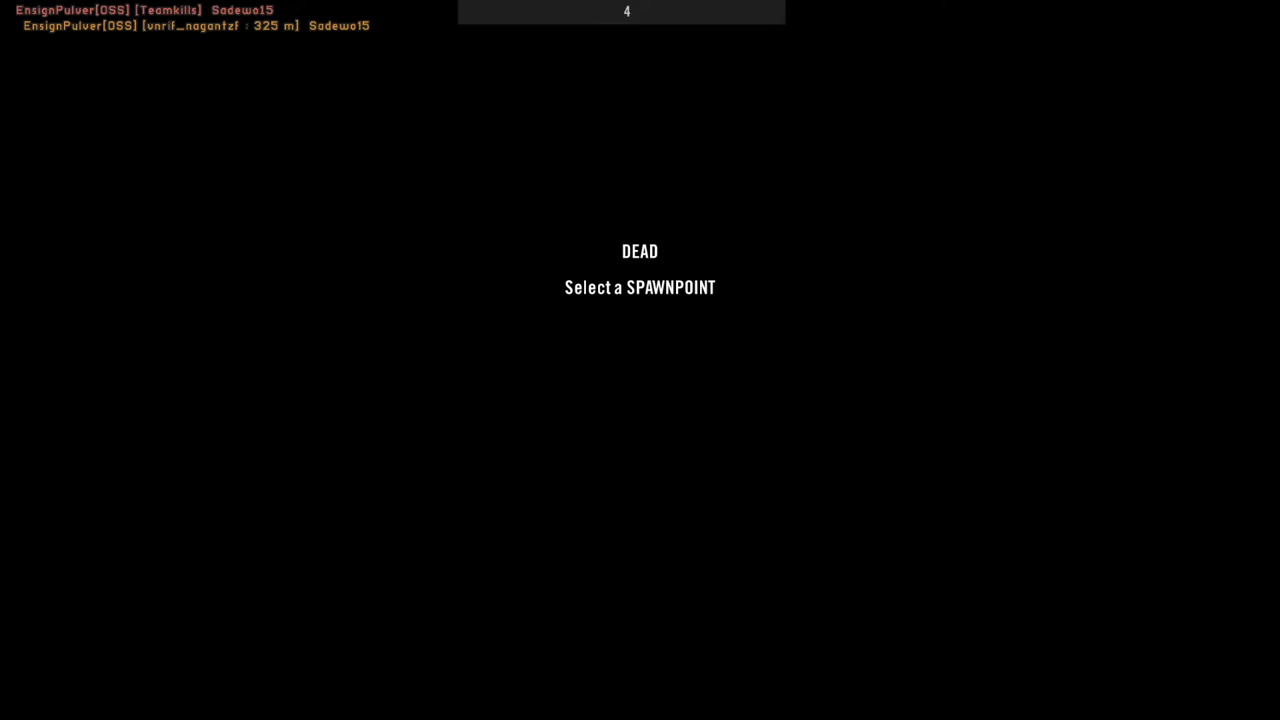 EnsignPulver[OSS] [Teamkills] Sadewo15
4
EnsignPulver[OSS] [vnrif_nagantzf : 325 m] Sadewo15
DEAD
Select a SPAWNPOINT